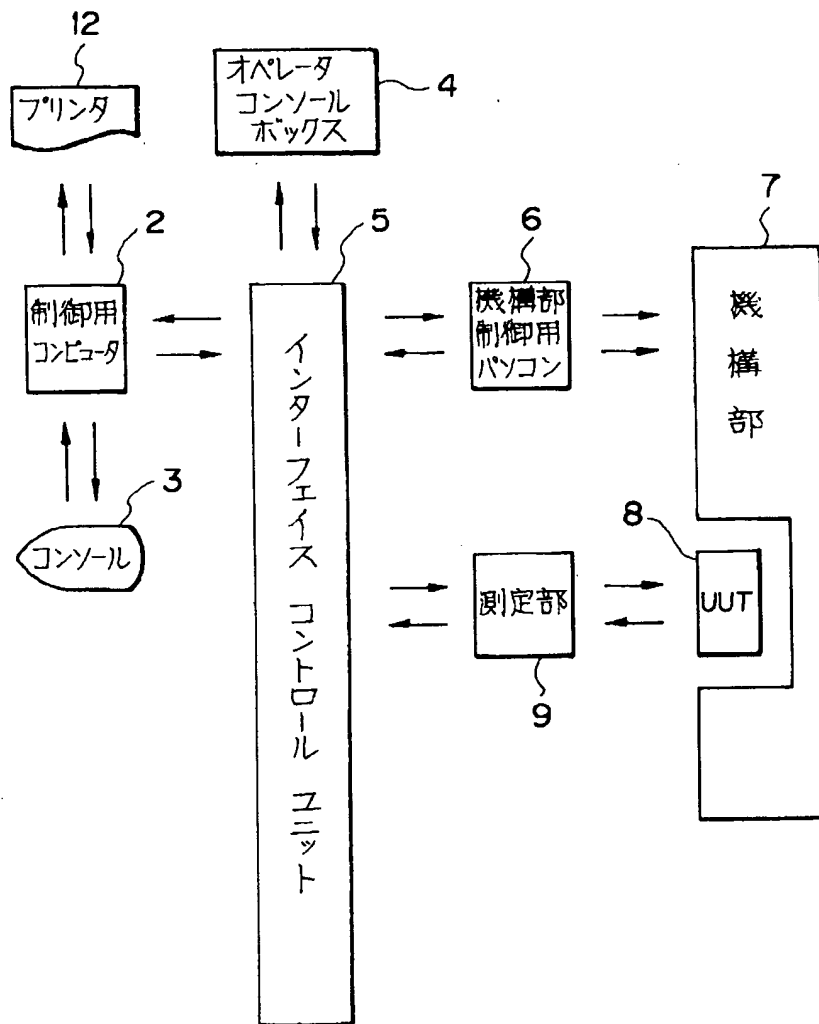 12
プリンタ
オペレータ
コンソール
ボックス
4
2
制御用
コンピュータ
3
コンソール
5
インターフェイス コントロール ユニット
6
機構部
制御用
パソコン
7
機構部
8
UUT
測定部
9